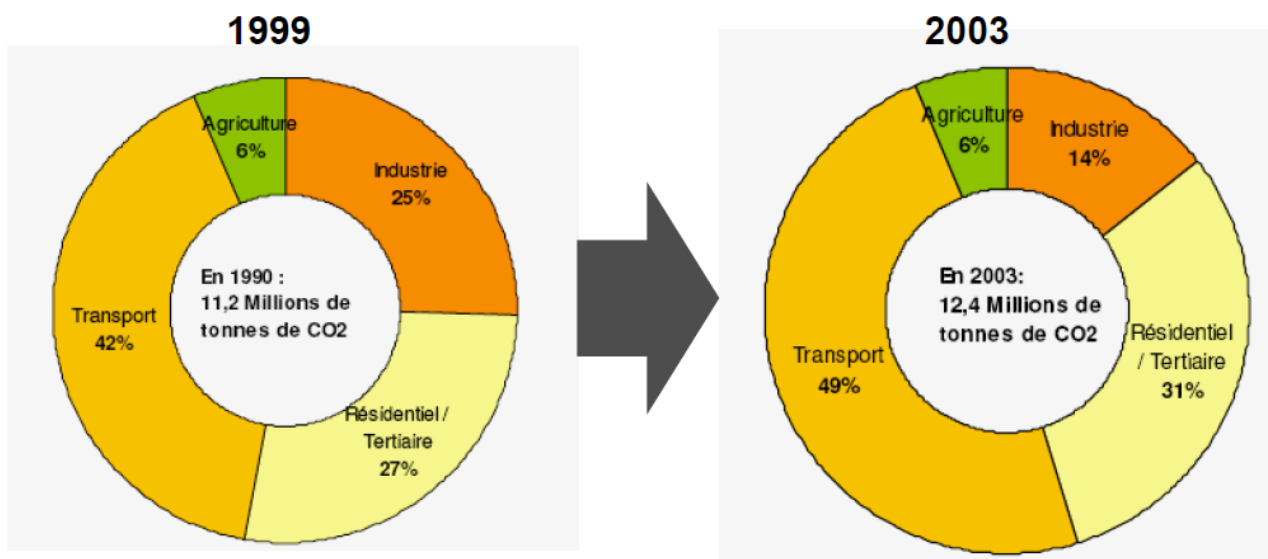 1999
Agriculture
6%
Industrie
25%
En 1990 :
11,2 Millions de
tonnes de CO2
Transport
42%
Résidentiel /
Tertiaire
27%
2003
Agriculture
6%
Industrie
14%
En 2003:
12,4 Millions de
tonnes de CO2
Transport
49%
Résidentiel
/ Tertiaire
31%